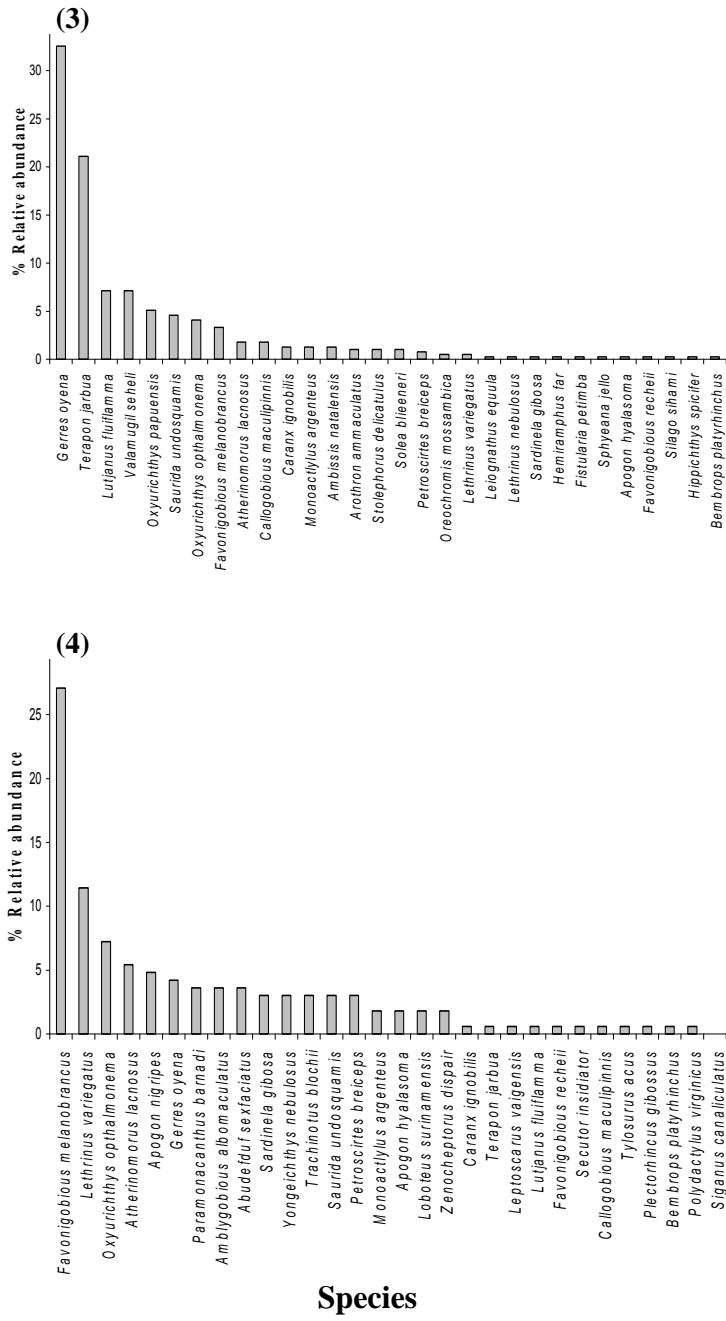 (3)
% Relative abundance
30
25
20
15
10
5
0
Gerres oyena
Terapon jarbua
Lutjanus fluiflamma
Valamugil seheli
Oxyurichthys papuensis
Saurida undosquamis
Oxyurichthys opthalmonema
Favonigobious melanobrancus
Atherinomorus lacnosus
Callogobious maculipinnis
Caranx ignobilis
Monoactlylus argenteus
Ambissis natalensis
Arothron ammaculatus
Stolephorus delicatulus
Solea blieeneri
Petroscirtes breiceps
Oreochromis mossambica
Lethrinus variegatus
Leiognathus equula
Lethrinus nebulosus
Sardinela gibosa
Hemiramphus far
Fistularia petimba
Sphyeana jello
Apogon hyalasoma
Favonigobious recheii
Silago sihami
Hippichthys spicifer
Bembrops platyrhinchus
(4)
% Relative abundance
25
20
15
10
5
0
Favonigobious melanobrancus
Lethrinus variegatus
Oxyurichthys opthalmonema
Atherinomorus lacnosus
Apogon nigripes
Gerres oyena
Paramonacanthus barnadi
Amblygobious albomaculatus
Abudefduf sexfaciatus
Sardinela gibosa
Yongeichthys nebulosus
Trachinotus blochii
Saurida undosquamis
Petroscirtes breiceps
Monoactlylus argenteus
Apogon hyalasoma
Loboteus surinamensis
Zenocheptorus dispair
Caranx ignobilis
Terapon jarbua
Leptoscarus vaigensis
Lutjanus fluiflamma
Favonigobious recheii
Secutor insidiator
Callogobious maculipinnis
Tylosurus acus
Plectorhincus gibossus
Bembrops platyrhinchus
Polydactylus virginicus
Siganus canaliculatus
Species